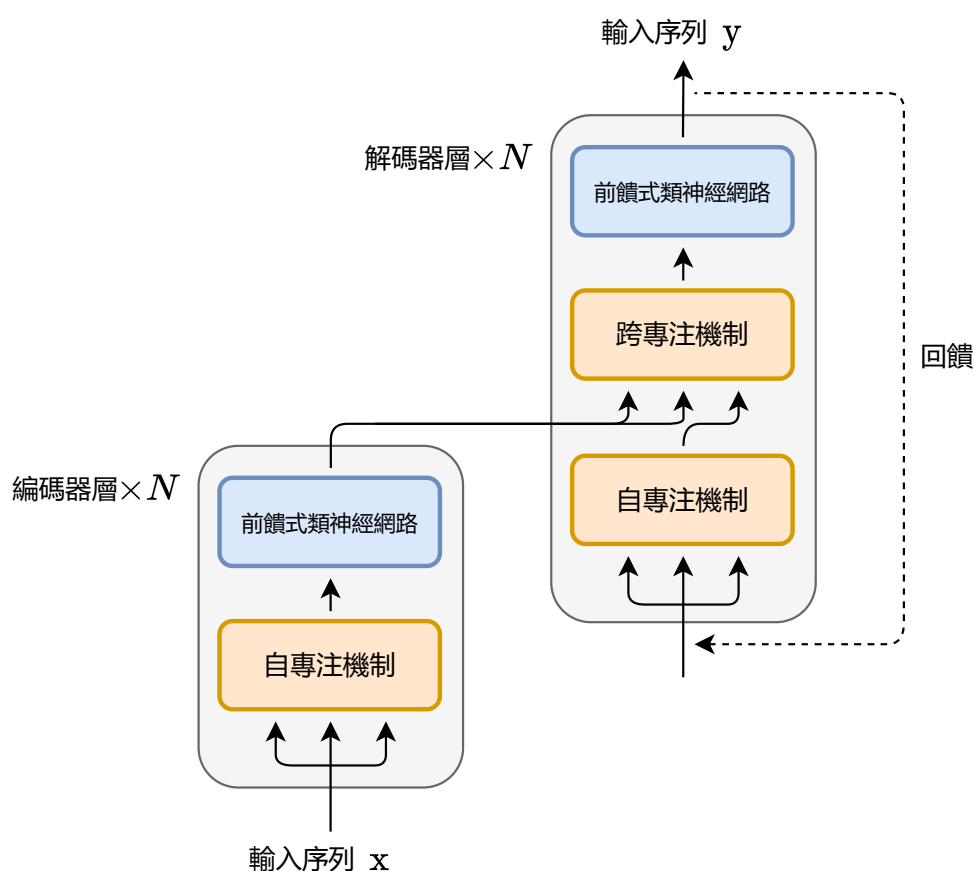 輸入序列 y
解碼器層×N
前饋式類神經網路
跨專注機制
回饋
自專注機制
編碼器層×N
前饋式類神經網路
自專注機制
輸入序列 x